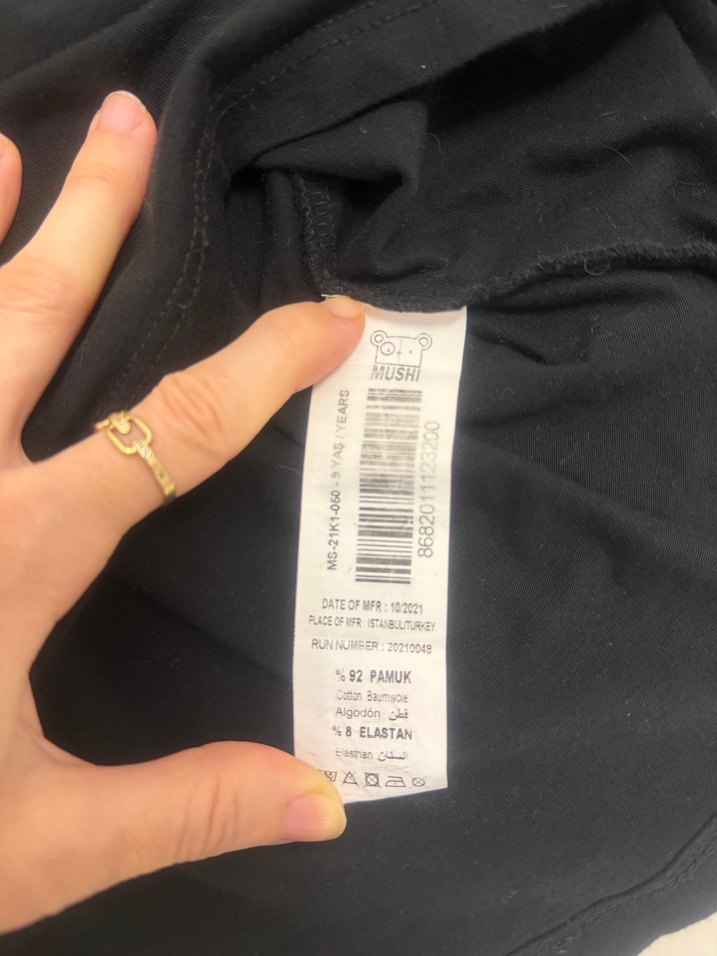 MUSHI
MS-21K1-050 - 9 YAŞ / YEARS
8682011123200
DATE OF MFR : 10/2021
PLACE OF MFR : ISTANBUL/TURKEY
RUN NUMBER : 20210048
% 92 PAMUK
Cotton Baumwole
Algodón قطن
% 8 ELASTAN
Elasthan الستان